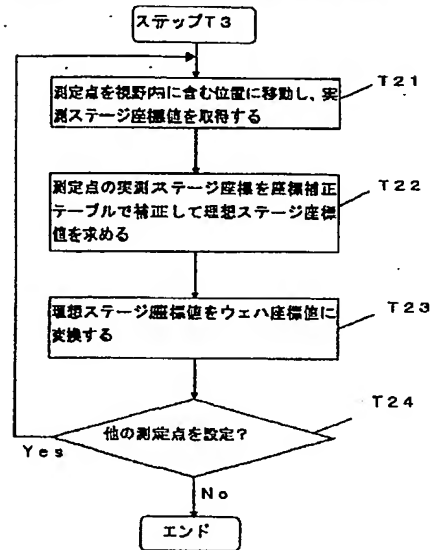 ステップT3
測定点を視野内に含む位置に移動し、実
測ステージ座標値を取得する
T21
測定点の実測ステージ座標を座標補正
テーブルで補正して理想ステージ座標
値を求める
T22
理想ステージ座標値をウェハ座標値に
変換する
T23
他の測定点を設定?
T24
Yes
No
エンド